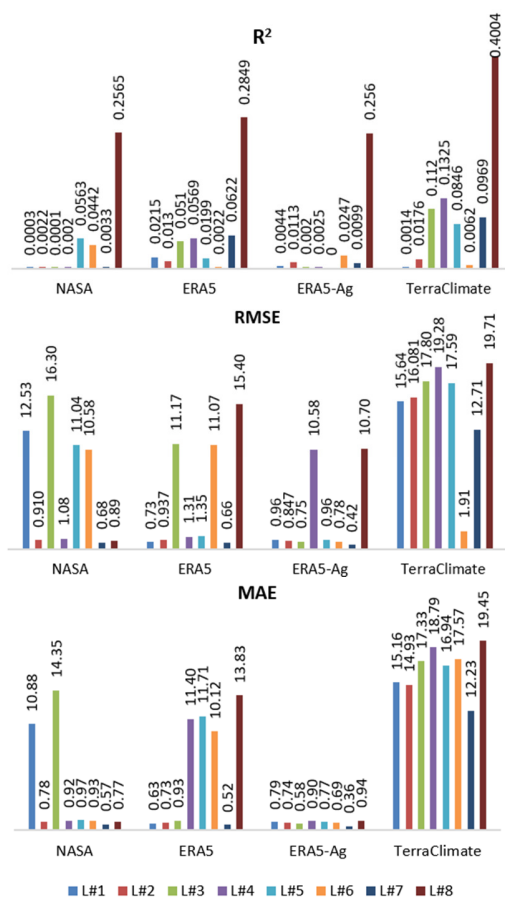 R²
0.0003 0.0022 0.0001 0.002 0.0563 0.0442 0.0033 0.2565
0.0215 0.013 0.051 0.0569 0.0199 0.0022 0.0622 0.2849
0.0044 0.0113 0.002 0.0025 0 0.0247 0.0099 0.256
0.0014 0.0176 0.112 0.1325 0.0846 0.0062 0.0969 0.4004
NASA ERA5 ERA5-Ag TerraClimate
RMSE
12.53 0.910 16.30 1.08 11.04 10.58 0.68 0.89
0.73 0.937 11.17 1.31 1.35 11.07 0.66 15.40
0.96 0.847 0.75 10.58 0.96 0.78 0.42 10.70
15.64 16.081 17.80 19.28 17.59 1.91 12.71 19.71
NASA ERA5 ERA5-Ag TerraClimate
MAE
10.88 0.78 14.35 0.92 0.97 0.93 0.57 0.77
0.63 0.73 0.93 11.40 11.71 10.12 0.52 13.83
0.79 0.74 0.58 0.90 0.77 0.69 0.36 0.94
15.16 14.93 17.33 18.79 16.94 17.57 12.23 19.45
NASA ERA5 ERA5-Ag TerraClimate
L#1 L#2 L#3 L#4 L#5 L#6 L#7 L#8